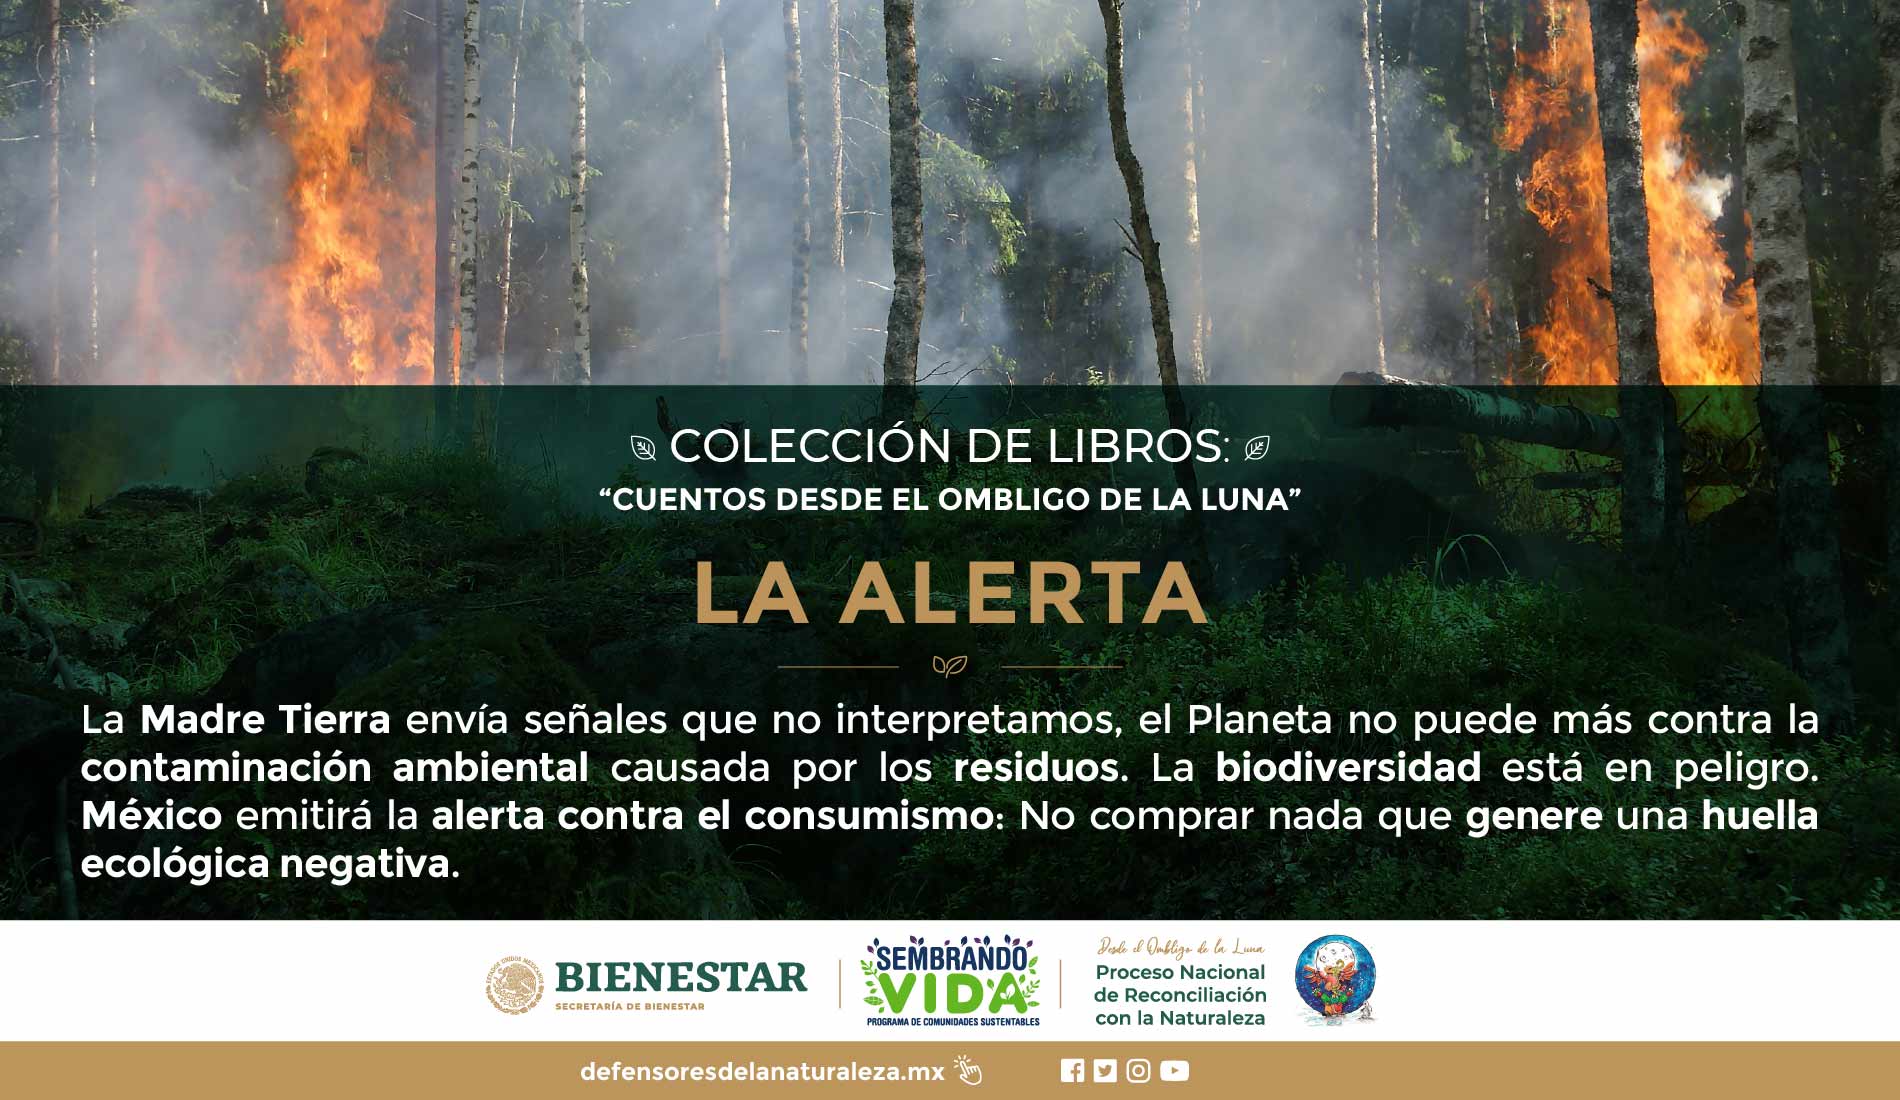 COLECCIÓN DE LIBROS:
“CUENTOS DESDE EL OMBLIGO DE LA LUNA”
LA ALERTA
La Madre Tierra envía señales que no interpretamos, el Planeta no puede más contra la
contaminación ambiental causada por los residuos. La biodiversidad está en peligro.
México emitirá la alerta contra el consumismo: No comprar nada que genere una huella
ecológica negativa.
ESTADOS UNIDOS MEXICANOS
BIENESTAR
SECRETARÍA DE BIENESTAR
SEMBRANDO
VIDA
PROGRAMA DE COMUNIDADES SUSTENTABLES
Desde el Ombligo de la Luna
Proceso Nacional
de Reconciliación
con la Naturaleza
defensoresdelanaturaleza.mx